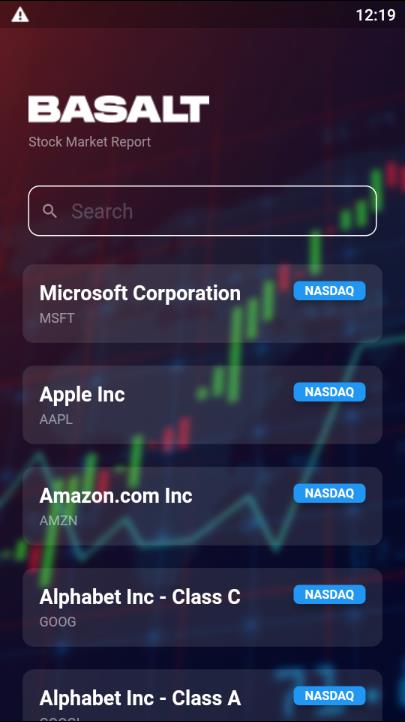 12:19
BASALT
Stock Market Report
Search
Microsoft Corporation NASDAQ
MSFT
Apple Inc NASDAQ
AAPL
Amazon.com Inc NASDAQ
AMZN
Alphabet Inc - Class C NASDAQ
GOOG
Alphabet Inc - Class A NASDAQ